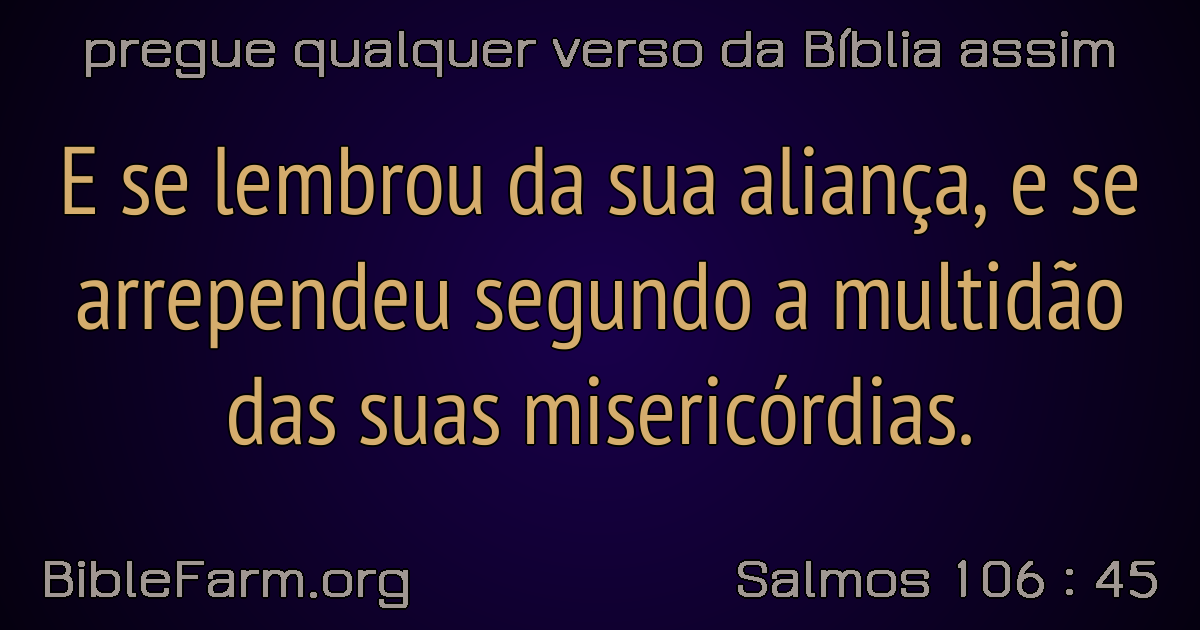 pregue qualquer verso da Bíblia assim
E se lembrou da sua aliança, e se
arrependeu segundo a multidão
das suas misericórdias.
BibleFarm.org
Salmos 106 : 45